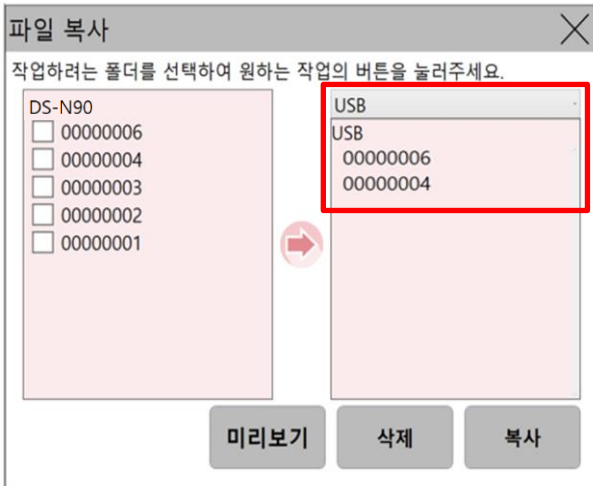 파일 복사
작업하려는 폴더를 선택하여 원하는 작업의 버튼을 눌러주세요.
DS-N90
00000006
00000004
00000003
00000002
00000001
USB
USB
00000006
00000004
미리보기
삭제
복사